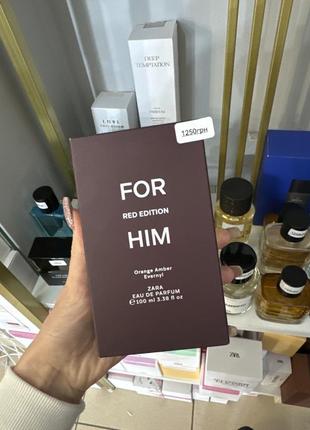 DEEP
TEMPTATION
1250грн
FOR
RED EDITION
HIM
Orange Amber
Evernyl
ZARA
EAU DE PARFUM
℮100 ml 3.38 fl oz
ZARA